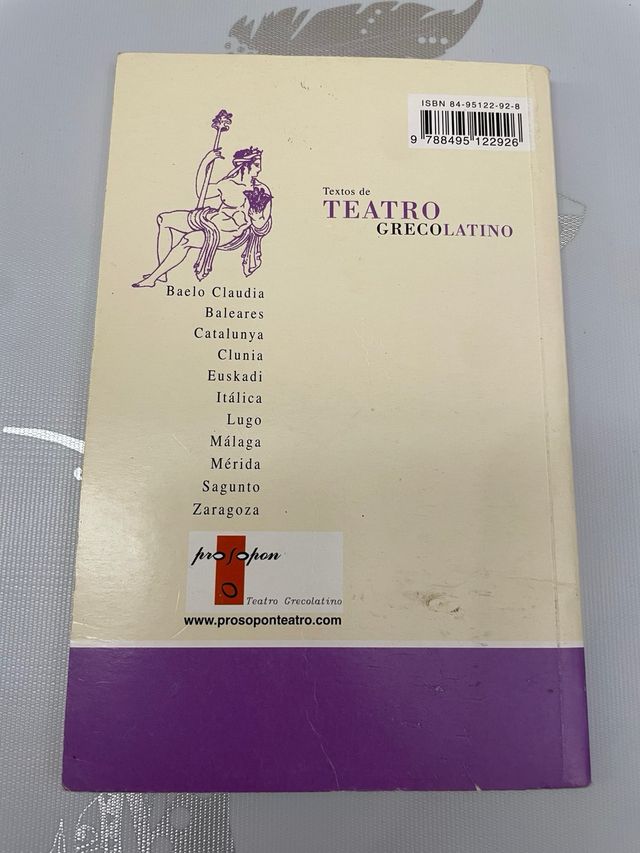 ISBN 84-95122-92-8
9 788495 122926
Textos de
TEATRO
GRECOLATINO
Baelo Claudia
Baleares
Catalunya
Clunia
Euskadi
Itálica
Lugo
Málaga
Mérida
Sagunto
Zaragoza
prosopon
Teatro Grecolatino
www.prosoponteatro.com